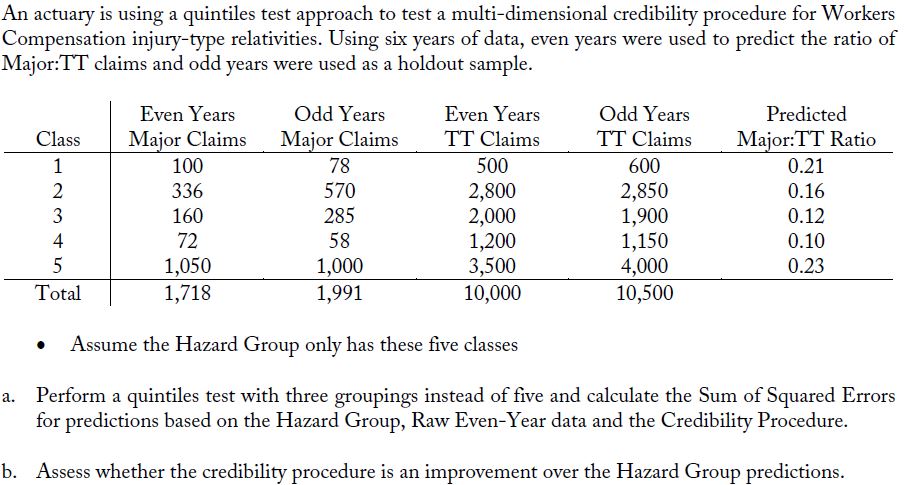 An actuary is using a quintiles test approach to test a multi-dimensional credibility procedure for Workers
Compensation injury-type relativities. Using six years of data, even years were used to predict the ratio of
Major:TT claims and odd years were used as a holdout sample.
Even Years Odd Years Even Years Odd Years Predicted
Class Major Claims Major Claims TT Claims TT Claims Major:TT Ratio
1 100 78 500 600 0.21
2 336 570 2,800 2,850 0.16
3 160 285 2,000 1,900 0.12
4 72 58 1,200 1,150 0.10
5 1,050 1,000 3,500 4,000 0.23
Total 1,718 1,991 10,000 10,500
• Assume the Hazard Group only has these five classes
a. Perform a quintiles test with three groupings instead of five and calculate the Sum of Squared Errors
for predictions based on the Hazard Group, Raw Even-Year data and the Credibility Procedure.
b. Assess whether the credibility procedure is an improvement over the Hazard Group predictions.